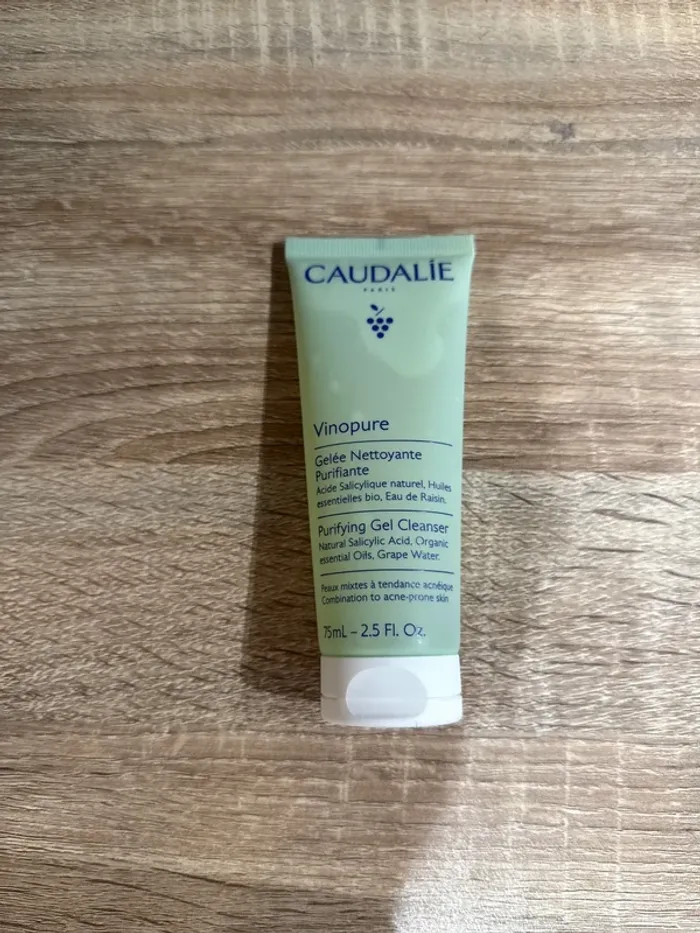 CAUDALÍE
PARIS
Vinopure
Gelée Nettoyante
Purifiante
Acide Salicylique naturel, Huiles
essentielles bio, Eau de Raisin.
Purifying Gel Cleanser
Natural Salicylic Acid, Organic
essential Oils, Grape Water.
Peaux mixtes à tendance acnéique
Combination to acne-prone skin
75mL – 2.5 Fl. Oz.